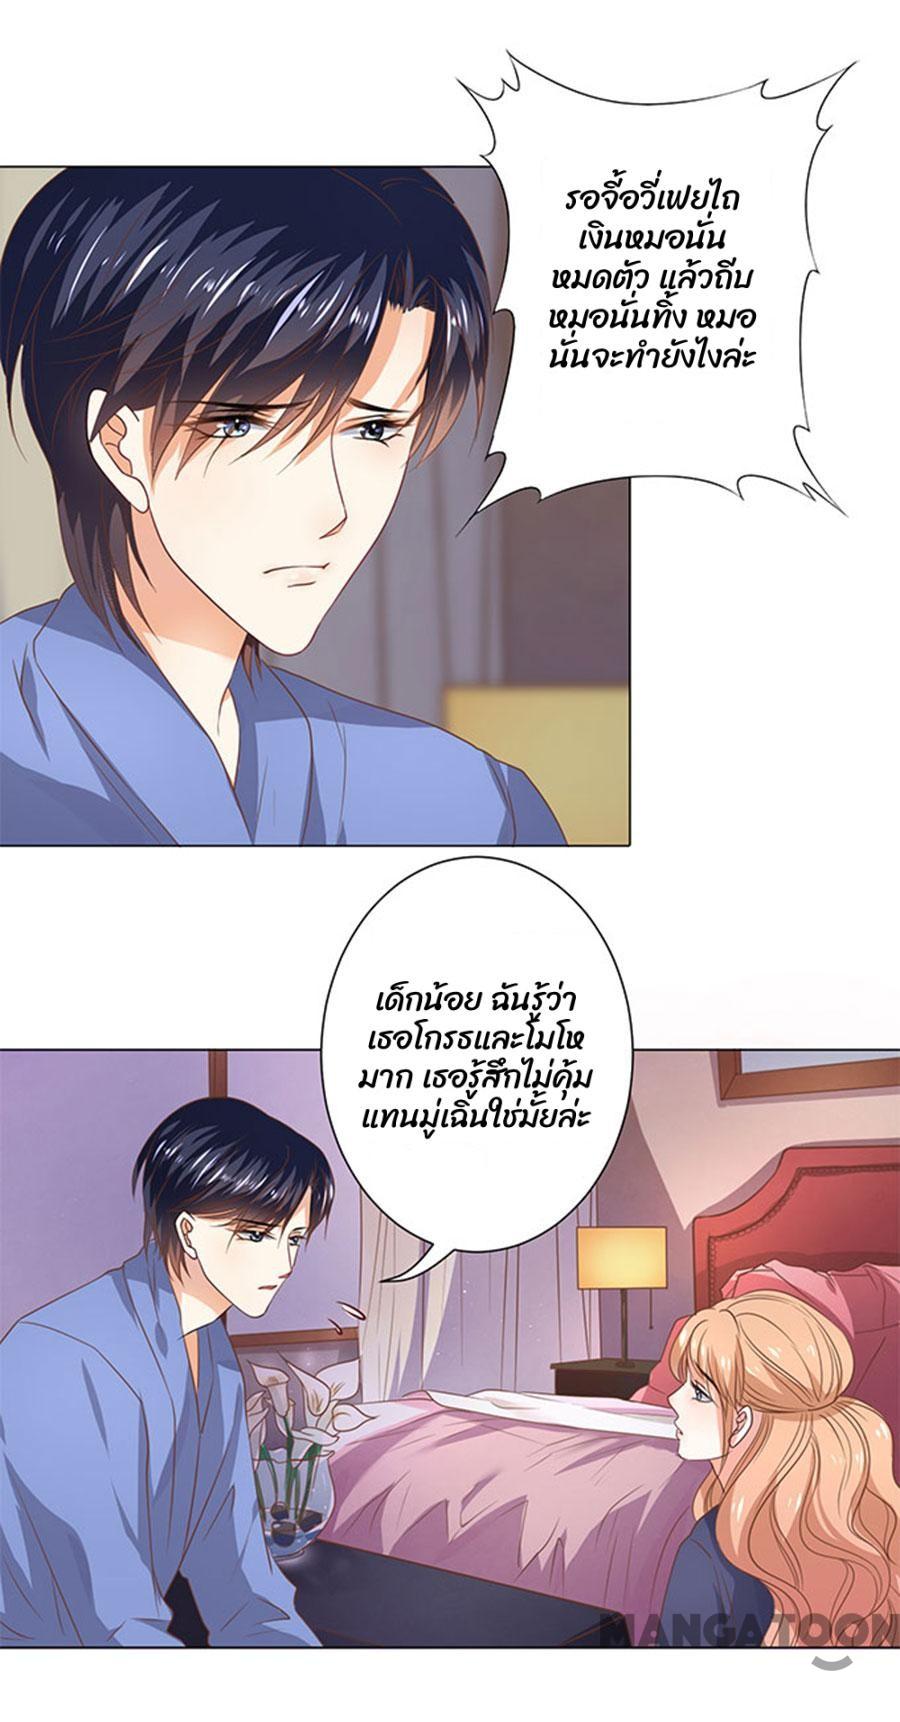 รอจี้อวี่เฟยไถ
เงินหมอนั่น
หมดตัว แล้วถีบ
หมอนั่นทิ้ง หมอ
นั่นจะทำยังไงล่ะ
เด็กน้อย ฉันรู้ว่า
เธอโกรธและโมโห
มาก เธอรู้สึกไม่คุ้ม
แทนมู่เฉินใช่มั้ยล่ะ
MANGATOON